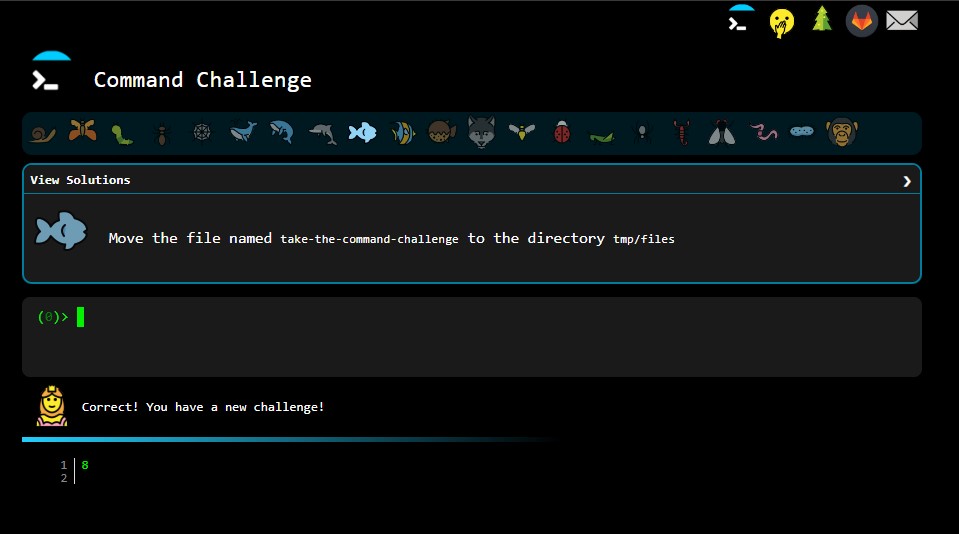 Command Challenge
View Solutions
Move the file named take-the-command-challenge to the directory tmp/files
(0)>
Correct! You have a new challenge!
1 8
2